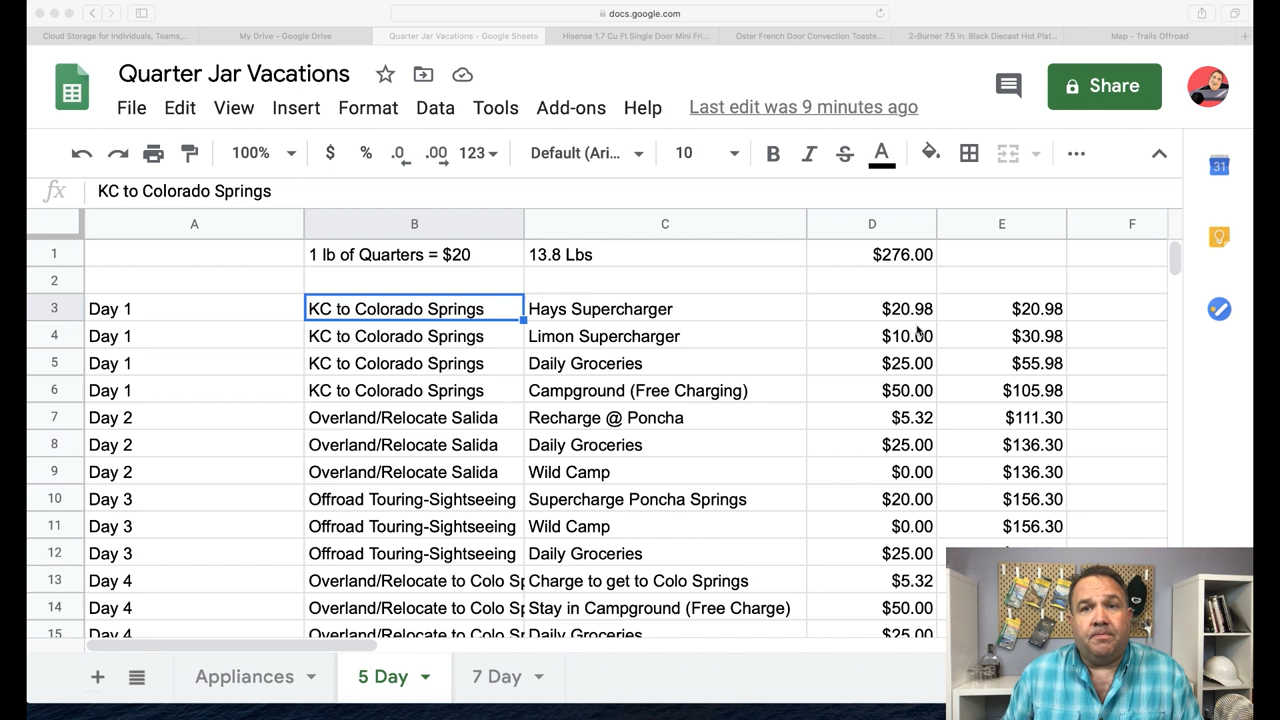 docs.google.com
Cloud Storage for Individuals, Teams,... My Drive - Google Drive Quarter Jar Vacations - Google Sheets Hisense 1.7 Cu Ft Single Door Mini Fri... Oster French Door Convection Toaste... 2-Burner 7.5 in. Black Diecast Hot Plat... Map - Trails Offroad
Quarter Jar Vacations
Share
File Edit View Insert Format Data Tools Add-ons Help Last edit was 9 minutes ago
100% $ % .0 .00 123 Default (Ari... 10 B I S A
31
fx KC to Colorado Springs
A B C D E F
1 1 lb of Quarters = $20 13.8 Lbs $276.00
2
3 Day 1 KC to Colorado Springs Hays Supercharger $20.98 $20.98
4 Day 1 KC to Colorado Springs Limon Supercharger $10.00 $30.98
5 Day 1 KC to Colorado Springs Daily Groceries $25.00 $55.98
6 Day 1 KC to Colorado Springs Campground (Free Charging) $50.00 $105.98
7 Day 2 Overland/Relocate Salida Recharge @ Poncha $5.32 $111.30
8 Day 2 Overland/Relocate Salida Daily Groceries $25.00 $136.30
9 Day 2 Overland/Relocate Salida Wild Camp $0.00 $136.30
10 Day 3 Offroad Touring-Sightseeing Supercharge Poncha Springs $20.00 $156.30
11 Day 3 Offroad Touring-Sightseeing Wild Camp $0.00 $156.30
12 Day 3 Offroad Touring-Sightseeing Daily Groceries $25.00
13 Day 4 Overland/Relocate to Colo Sp Charge to get to Colo Springs $5.32
14 Day 4 Overland/Relocate to Colo Sp Stay in Campground (Free Charge) $50.00
15 Day 4 Overland/Relocate to Colo Sp Daily Groceries $25.00
Appliances 5 Day 7 Day